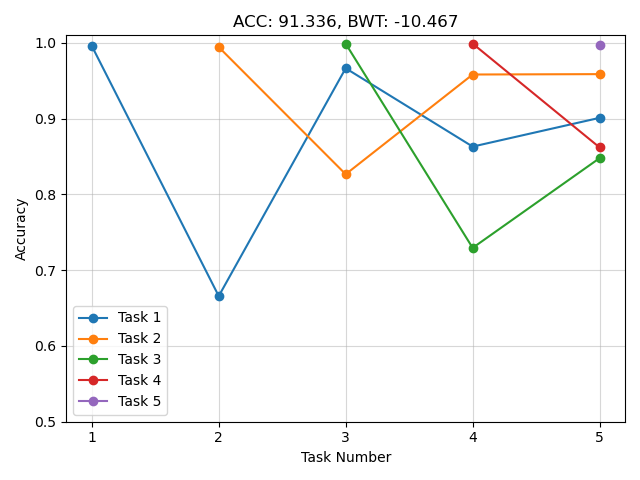 ACC: 91.336, BWT: -10.467
1.0
0.9
0.8
0.7
0.6
0.5
Accuracy
Task 1
Task 2
Task 3
Task 4
Task 5
1 2 3 4 5
Task Number